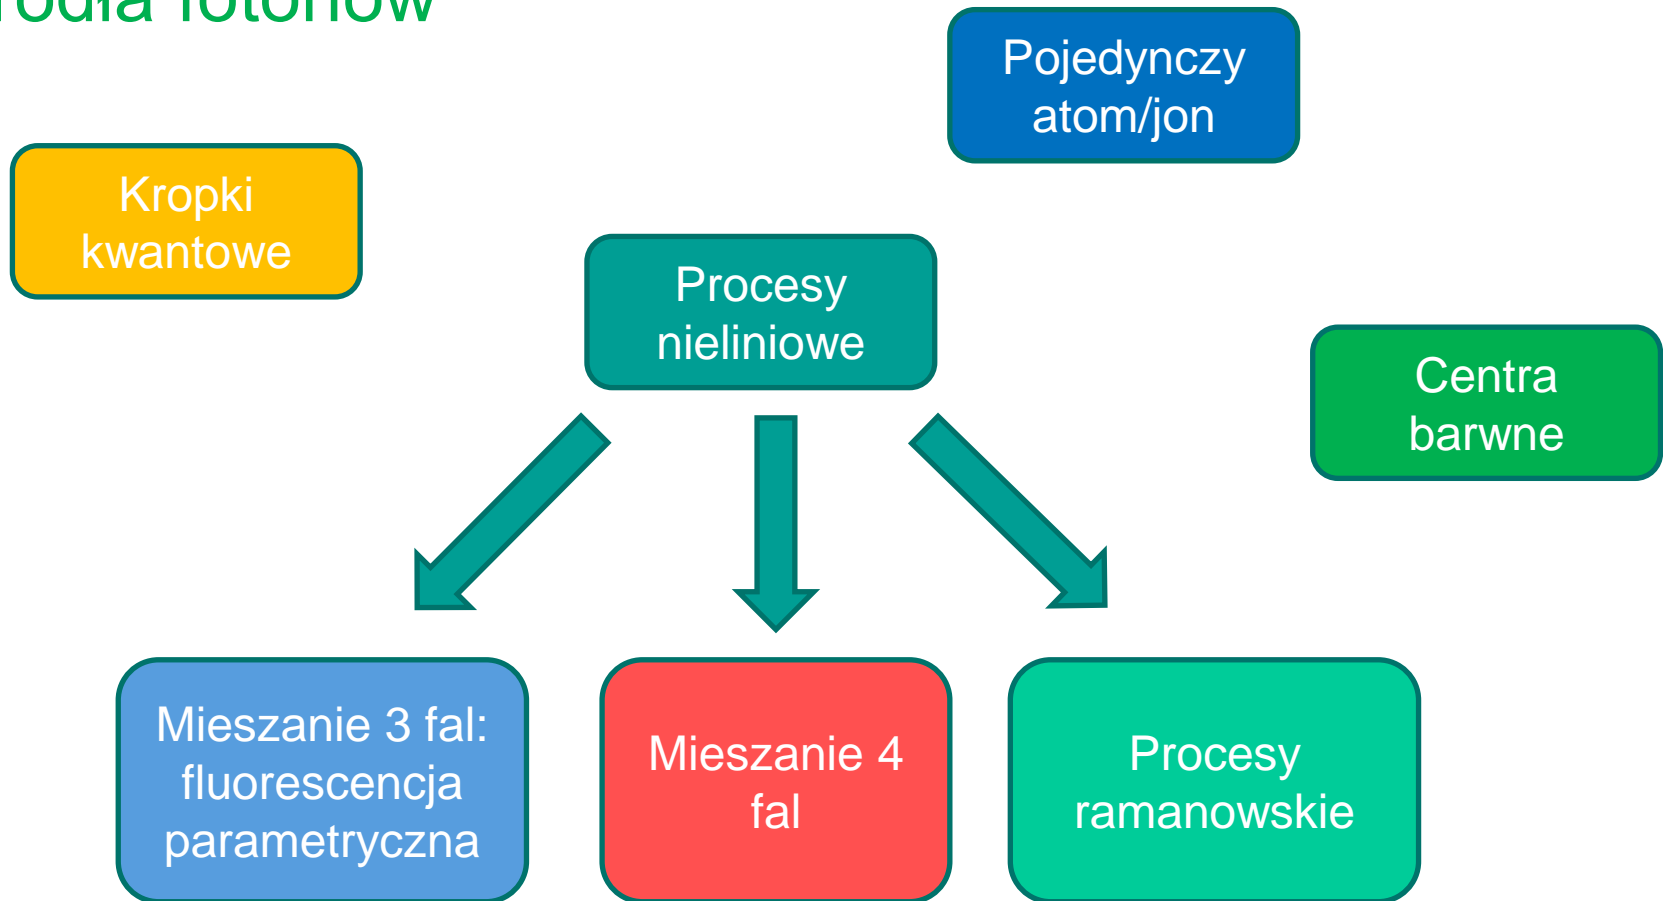 fotonów
Pojedynczy
atom/jon
Kropki
kwantowe
Procesy
nieliniowe
Centra
barwne
Mieszanie 3 fal:
fluorescencja
parametryczna
Mieszanie 4
fal
Procesy
ramanowskie